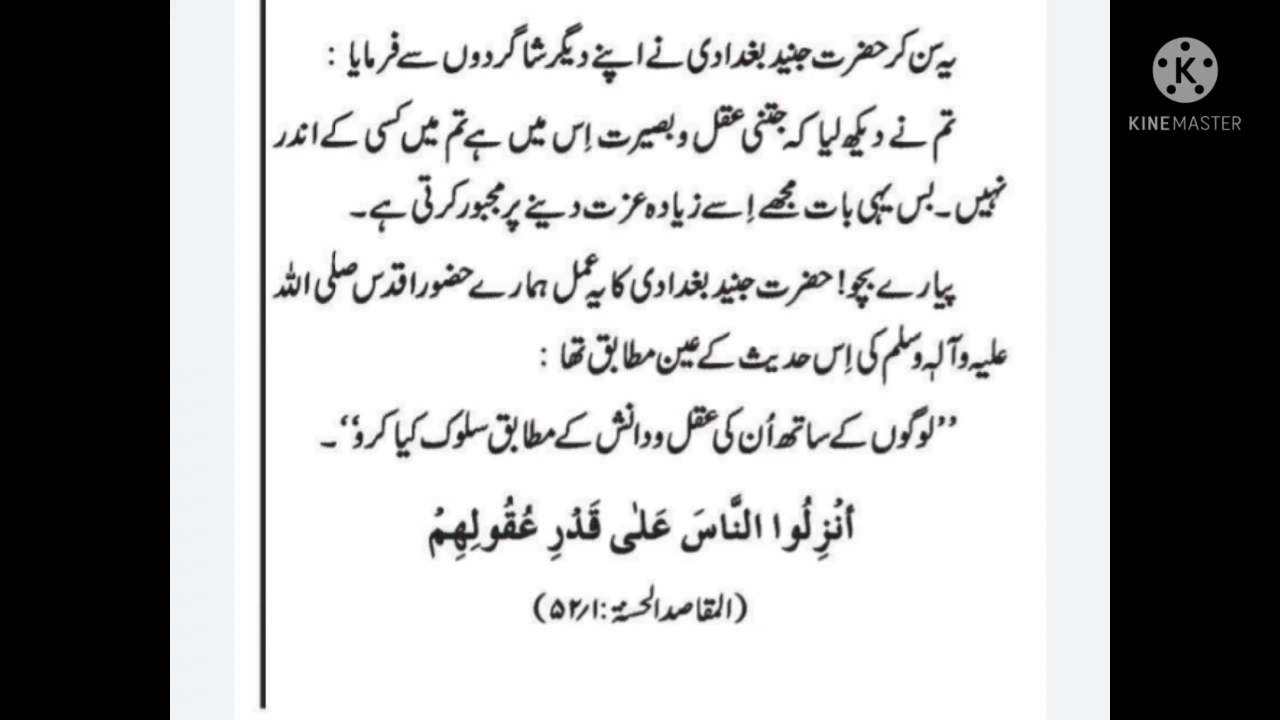 یہ سن کر حضرت جنید بغدادی نے اپنے دیگر شاگردوں سے فرمایا :
تم نے دیکھ لیا کہ جتنی عقل و بصیرت اِس میں ہے تم میں کسی کے اندر
نہیں۔ بس یہی بات مجھے اِسے زیادہ عزت دینے پر مجبور کرتی ہے۔
پیارے بچو! حضرت جنید بغدادی کا یہ عمل ہمارے حضور اقدس صلی اللہ
علیہ وآلہٖ وسلم کی اِس حدیث کے عین مطابق تھا :
’’لوگوں کے ساتھ اُن کی عقل و دانش کے مطابق سلوک کیا کرو‘‘۔
أنْزِلُوا النَّاسَ عَلٰی قَدْرِ عُقُولِهِمْ
(المقاصد الحسنۃ:۱؍۵۲)
K
KINEMASTER